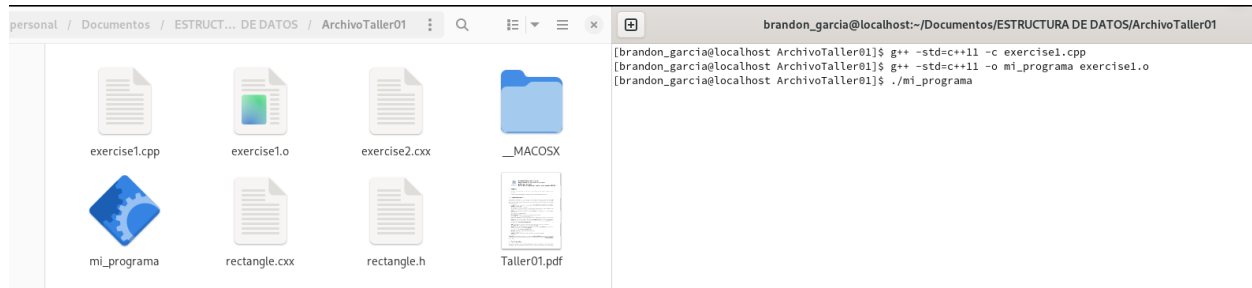 personal / Documentos / ESTRUCT... DE DATOS / ArchivoTaller01
brandon_garcia@localhost:~/Documentos/ESTRUCTURA DE DATOS/ArchivoTaller01
[brandon_garcia@localhost ArchivoTaller01]$ g++ -std=c++11 -c exercise1.cpp
[brandon_garcia@localhost ArchivoTaller01]$ g++ -std=c++11 -o mi_programa exercise1.o
[brandon_garcia@localhost ArchivoTaller01]$ ./mi_programa
exercise1.cpp
exercise1.o
exercise2.cxx
__MACOSX
mi_programa
rectangle.cxx
rectangle.h
Taller01.pdf